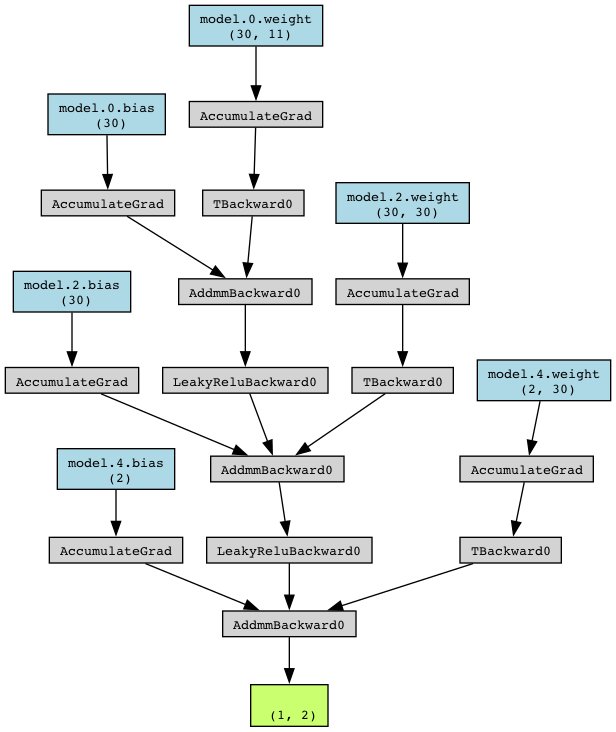 model.0.weight
(30, 11)
model.0.bias
(30)
AccumulateGrad
AccumulateGrad
TBackward0
model.2.weight
(30, 30)
model.2.bias
(30)
AddmmBackward0
AccumulateGrad
AccumulateGrad
LeakyReluBackward0
TBackward0
model.4.weight
(2, 30)
model.4.bias
(2)
AddmmBackward0
AccumulateGrad
AccumulateGrad
LeakyReluBackward0
TBackward0
AddmmBackward0
(1, 2)